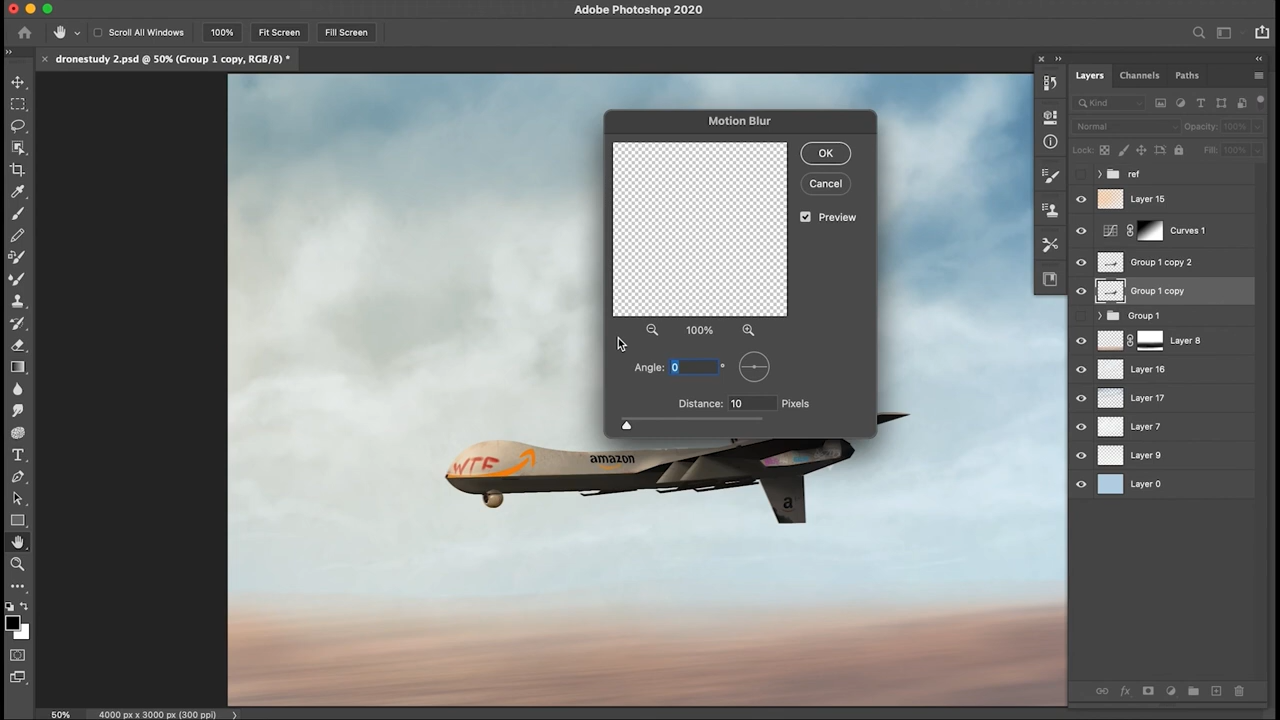 Adobe Photoshop 2020
Scroll All Windows 100% Fit Screen Fill Screen
dronestudy 2.psd @ 50% (Group 1 copy, RGB/8) *
Layers Channels Paths
Kind
Normal Opacity: 100%
Lock: Fill: 100%
ref
Layer 15
Curves 1
Group 1 copy 2
Group 1 copy
Group 1
Layer 8
Layer 16
Layer 17
Layer 7
Layer 9
Layer 0
Motion Blur
OK
Cancel
Preview
100%
Angle: 0 °
Distance: 10 Pixels
WTF
amazon
a
50% 4000 px x 3000 px (300 ppi)